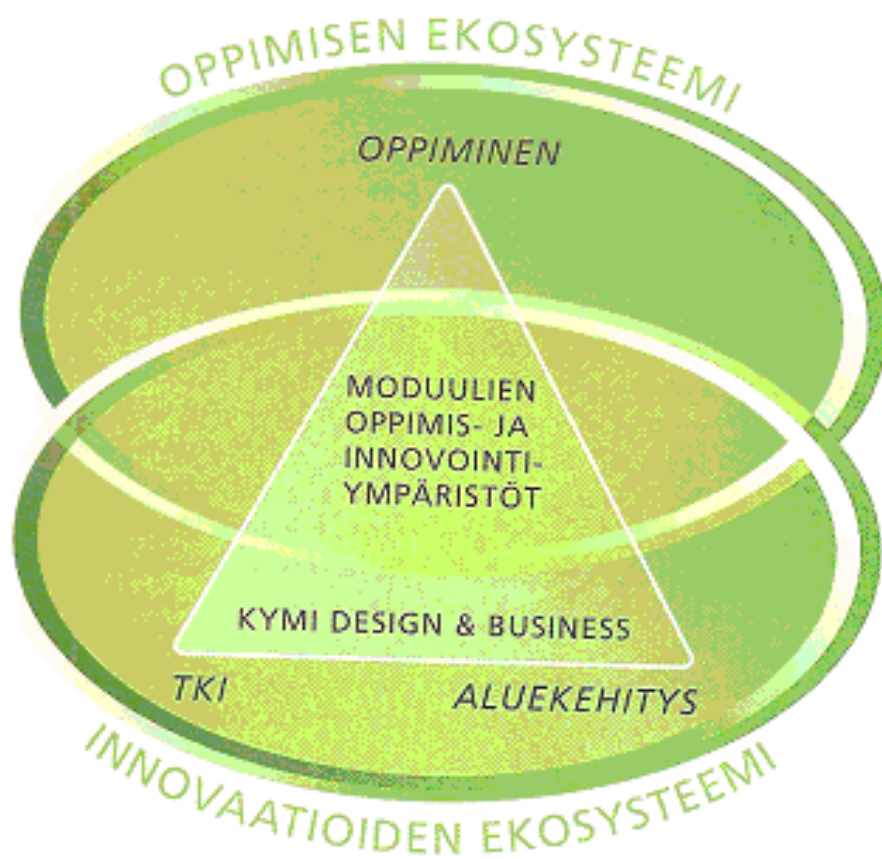 OPPIMISEN EKOSYSTEEMI
OPPIMINEN
MODUULIEN
OPPIMIS- JA
INNOVOINTI-
YMPÄRISTÖT
KYMI DESIGN & BUSINESS
TKI
ALUEKEHITYS
INNOVAATIOIDEN EKOSYSTEEMI